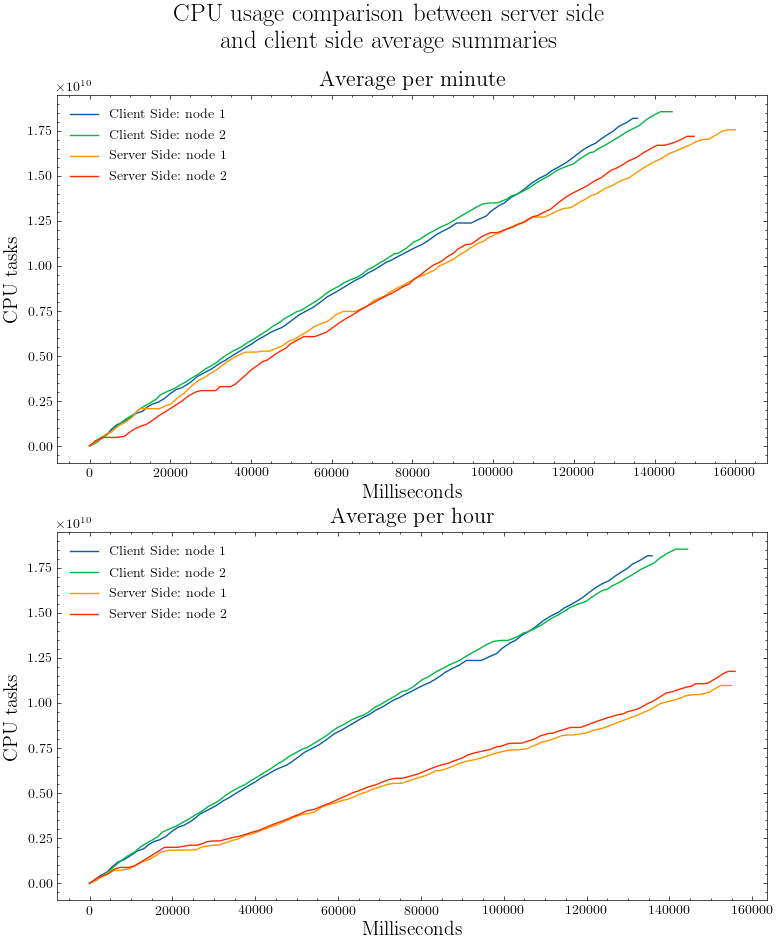 CPU usage comparison between server side
and client side average summaries
Average per minute
×10¹⁰
Client Side: node 1
Client Side: node 2
Server Side: node 1
Server Side: node 2
1.75
1.50
1.25
1.00
0.75
0.50
0.25
0.00
CPU tasks
0 20000 40000 60000 80000 100000 120000 140000 160000
Milliseconds
Average per hour
×10¹⁰
Client Side: node 1
Client Side: node 2
Server Side: node 1
Server Side: node 2
1.75
1.50
1.25
1.00
0.75
0.50
0.25
0.00
CPU tasks
0 20000 40000 60000 80000 100000 120000 140000 160000
Milliseconds